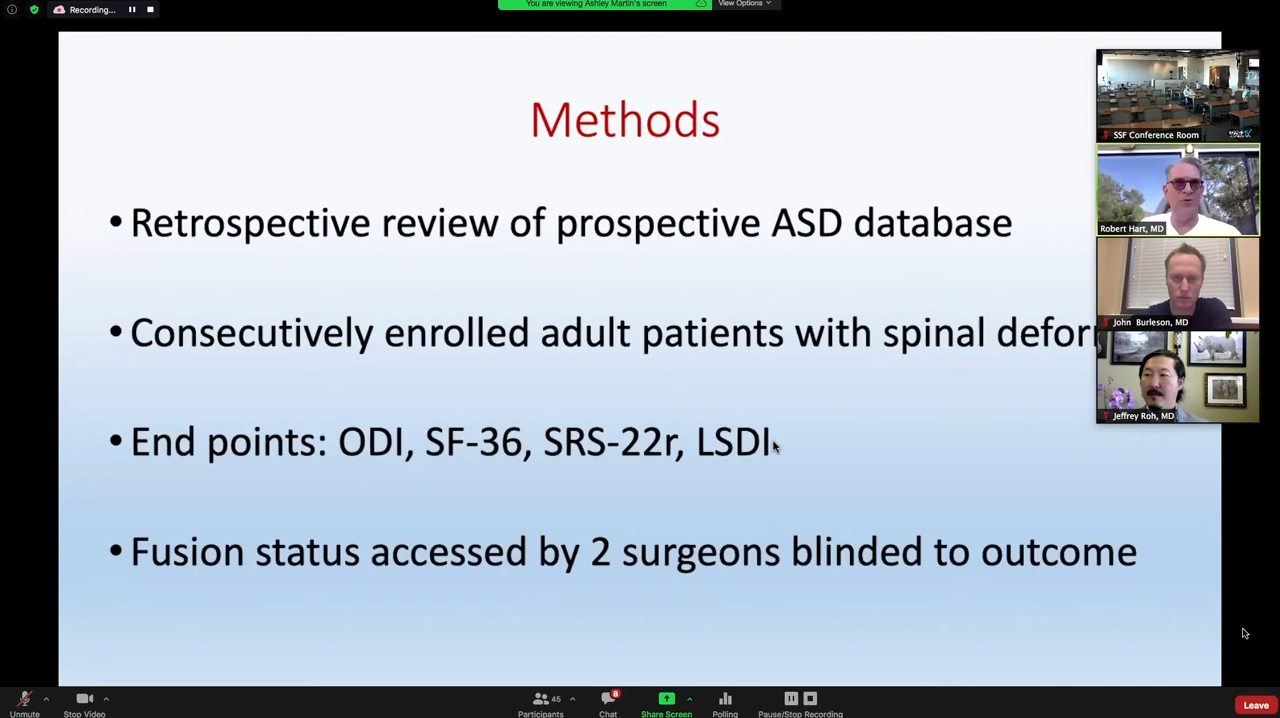 Recording...
You are viewing Ashley Martin's screen
View Options
Methods
SSF Conference Room
• Retrospective review of prospective ASD database
Robert Hart, MD
• Consecutively enrolled adult patients with spinal defor
John Burleson, MD
Jeffrey Roh, MD
• End points: ODI, SF-36, SRS-22r, LSDI
• Fusion status accessed by 2 surgeons blinded to outcome
Unmute
Stop Video
45
Participants
8
Chat
Share Screen
Polling
Pause/Stop Recording
Leave